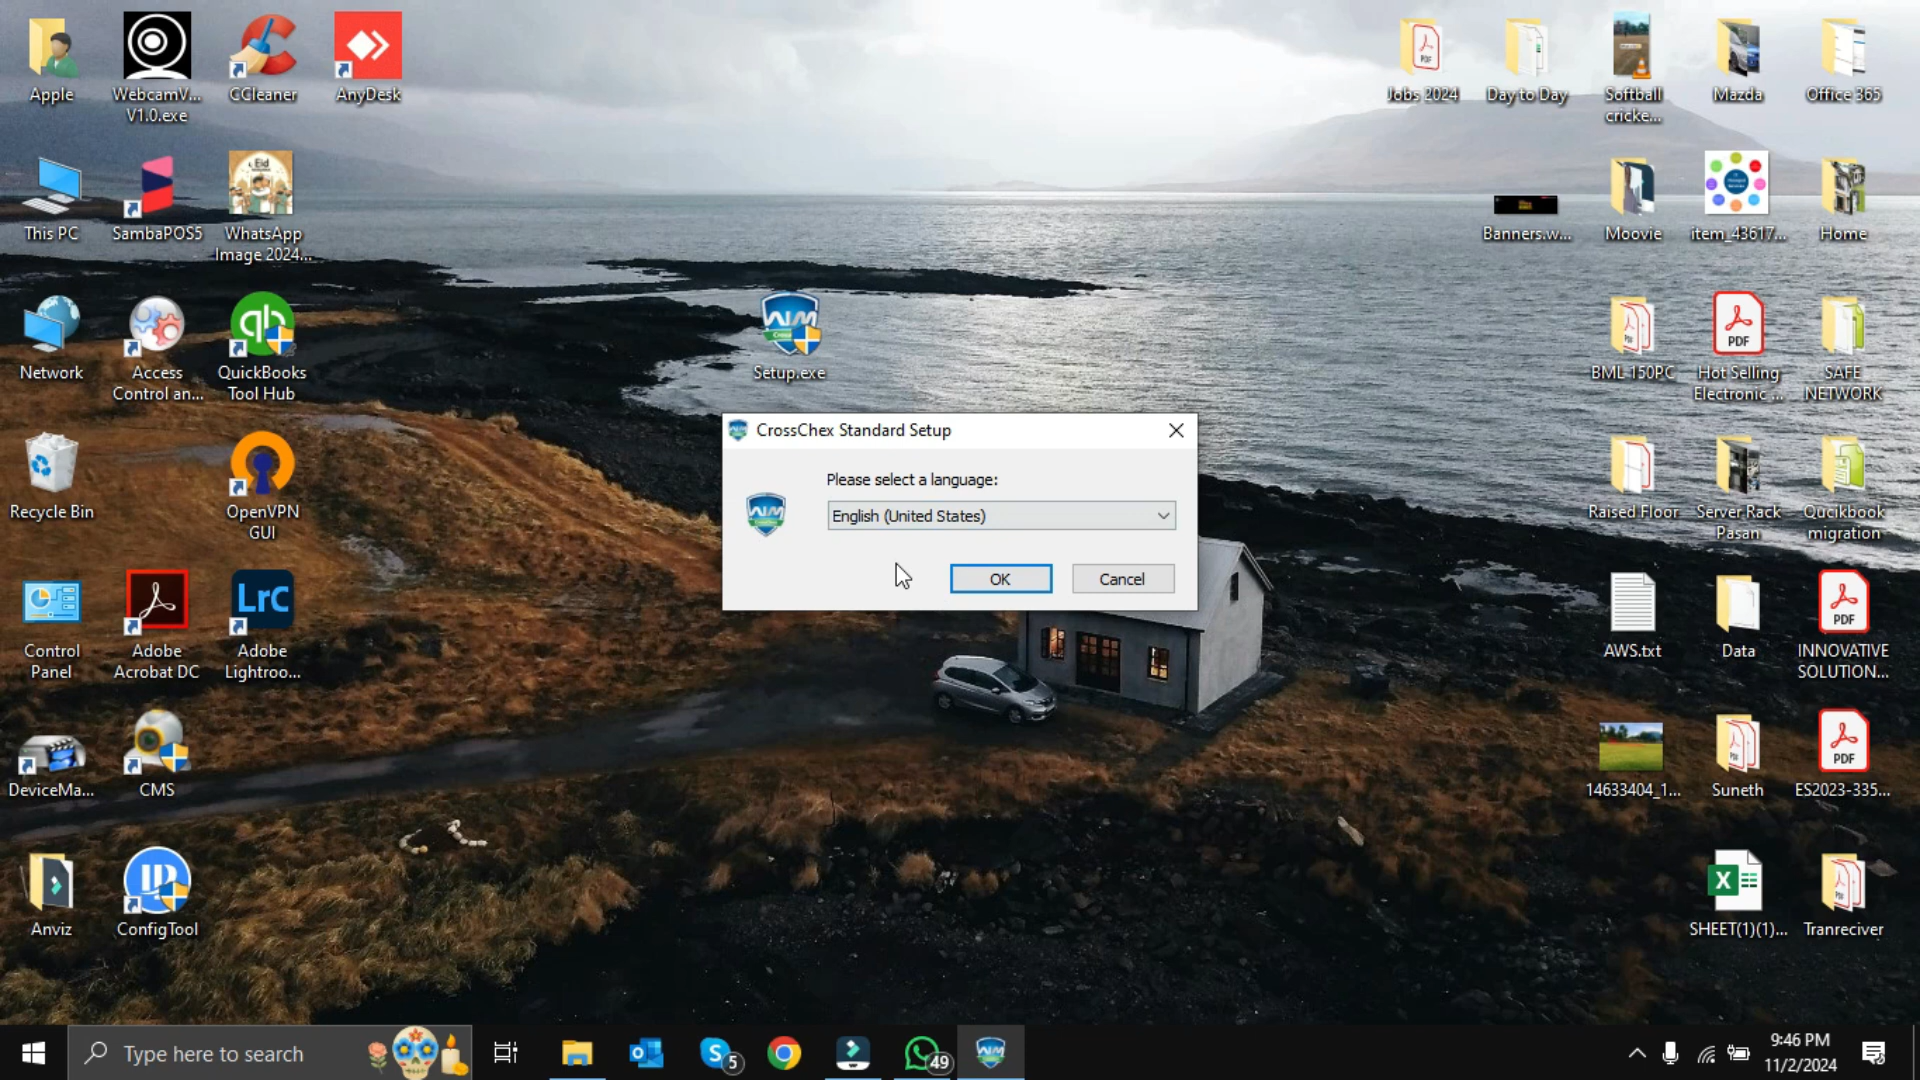 Apple
WebcamV...
V1.0.exe
CCleaner
AnyDesk
Jobs 2024
Day to Day
Softball
cricke...
Mazda
Office 365
This PC
SambaPOS5
WhatsApp
Image 2024...
Banners.w...
Moovie
item_43617...
Home
Network
Access
Control an...
QuickBooks
Tool Hub
Setup.exe
BML 150PC
Hot Selling
Electronic ...
SAFE
NETWORK
CrossChex Standard Setup
Please select a language:
English (United States)
OK
Cancel
Recycle Bin
OpenVPN
GUI
Raised Floor
Server Rack
Pasan
Qucikbook
migration
Control
Panel
Adobe
Acrobat DC
Adobe
Lightroo...
AWS.txt
Data
INNOVATIVE
SOLUTION...
DeviceMa...
CMS
14633404_1...
Suneth
ES2023-335...
Anviz
ConfigTool
SHEET(1)(1)...
Tranreciver
Type here to search
5
49
9:46 PM
11/2/2024